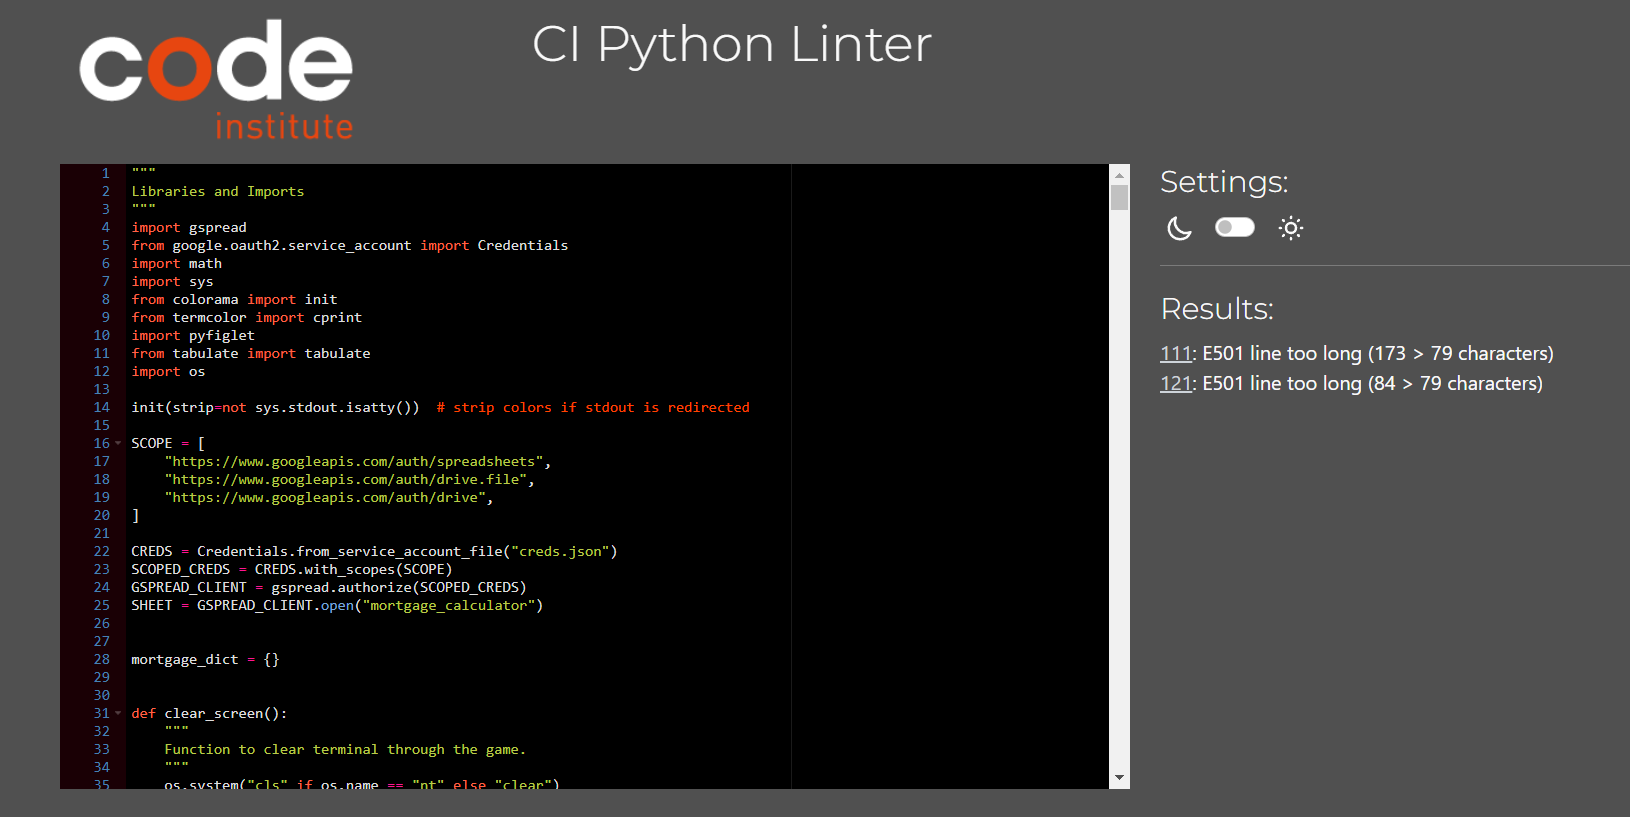 code
institute
CI Python Linter
1 """
2 Libraries and Imports
3 """
4 import gspread
5 from google.oauth2.service_account import Credentials
6 import math
7 import sys
8 from colorama import init
9 from termcolor import cprint
10 import pyfiglet
11 from tabulate import tabulate
12 import os
13
14 init(strip=not sys.stdout.isatty())  # strip colors if stdout is redirected
15
16 SCOPE = [
17     "https://www.googleapis.com/auth/spreadsheets",
18     "https://www.googleapis.com/auth/drive.file",
19     "https://www.googleapis.com/auth/drive",
20 ]
21
22 CREDS = Credentials.from_service_account_file("creds.json")
23 SCOPED_CREDS = CREDS.with_scopes(SCOPE)
24 GSPREAD_CLIENT = gspread.authorize(SCOPED_CREDS)
25 SHEET = GSPREAD_CLIENT.open("mortgage_calculator")
26
27
28 mortgage_dict = {}
29
30
31 def clear_screen():
32     """
33     Function to clear terminal through the game.
34     """
35     os.system("cls" if os.name == "nt" else "clear")
Settings:
Results:
111: E501 line too long (173 > 79 characters)
121: E501 line too long (84 > 79 characters)